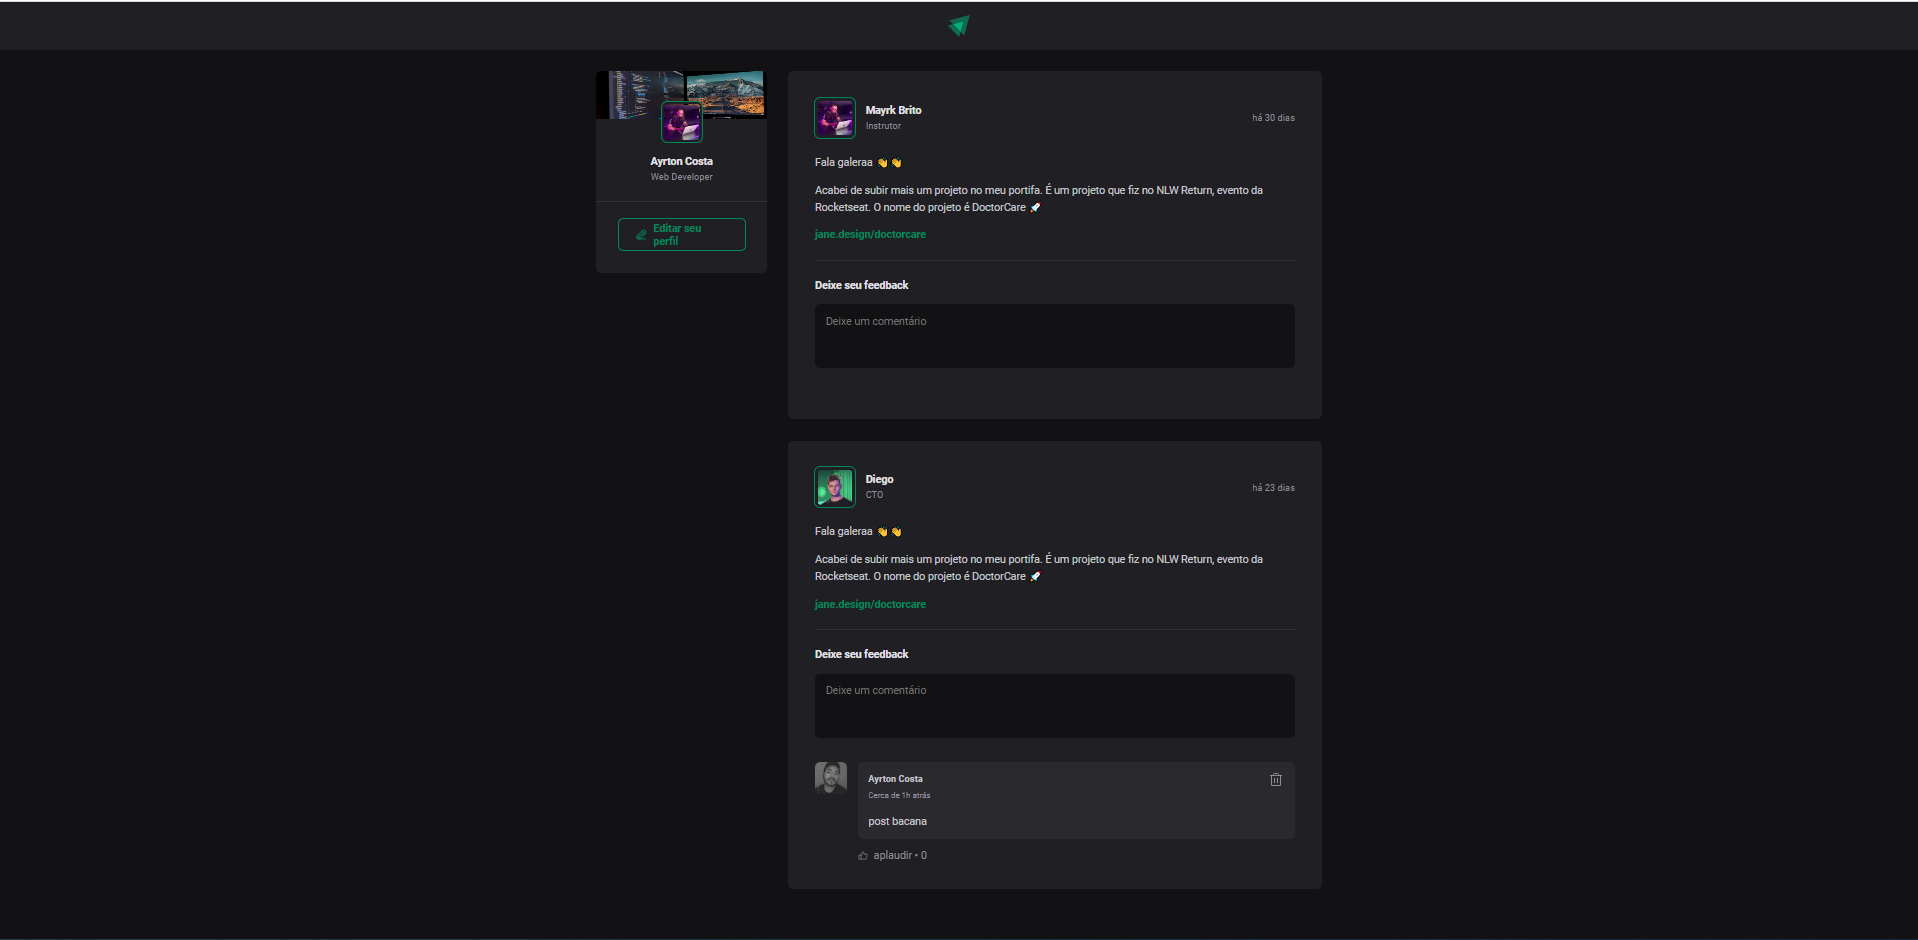 Ayrton Costa
Web Developer
Editar seu
perfil
Mayrk Brito
Instrutor
há 30 dias
Fala galeraa 👏 👏
Acabei de subir mais um projeto no meu portifa. É um projeto que fiz no NLW Return, evento da
Rocketseat. O nome do projeto é DoctorCare 🚀
jane.design/doctorcare
Deixe seu feedback
Deixe um comentário
Diego
CTO
há 23 dias
Fala galeraa 👏 👏
Acabei de subir mais um projeto no meu portifa. É um projeto que fiz no NLW Return, evento da
Rocketseat. O nome do projeto é DoctorCare 🚀
jane.design/doctorcare
Deixe seu feedback
Deixe um comentário
Ayrton Costa
Cerca de 1h atrás
post bacana
aplaudir • 0